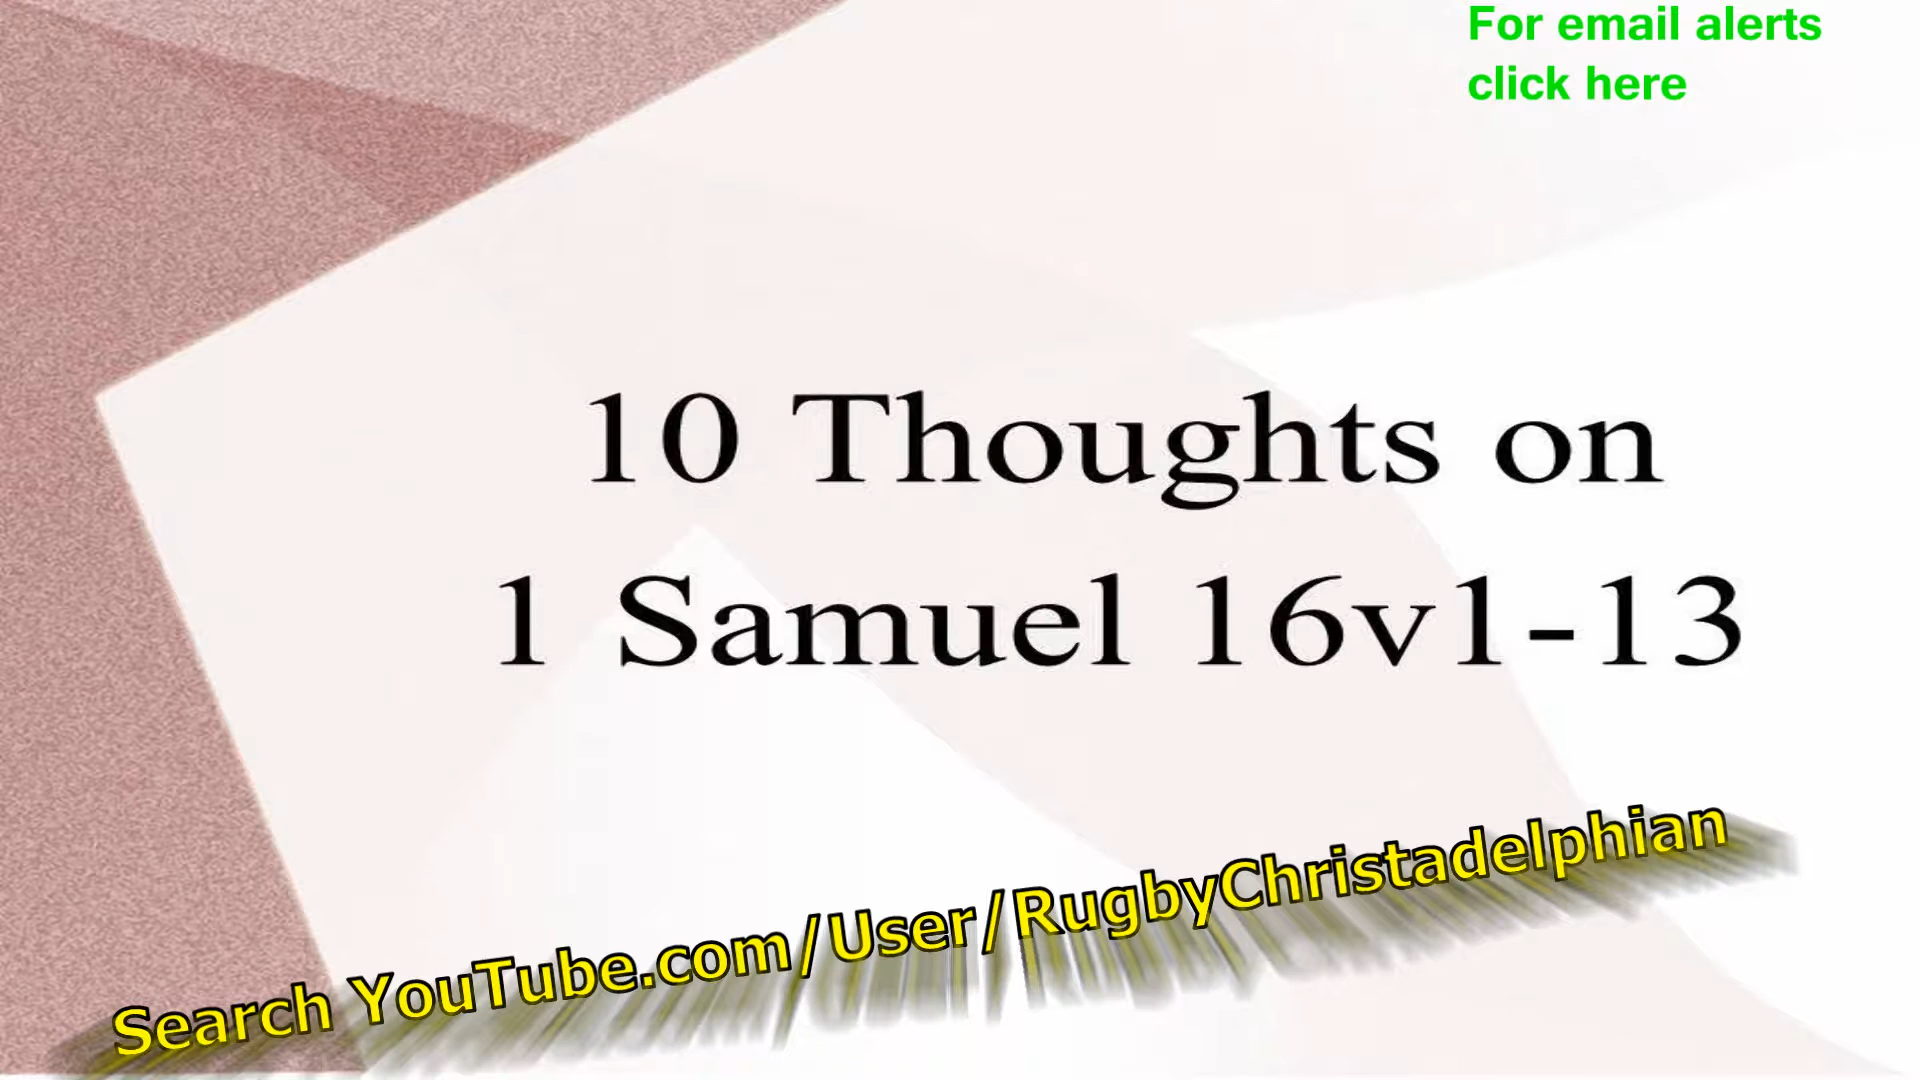 For email alerts
click here
10 Thoughts on
1 Samuel 16v1-13
Search YouTube.com/User/RugbyChristadelphian